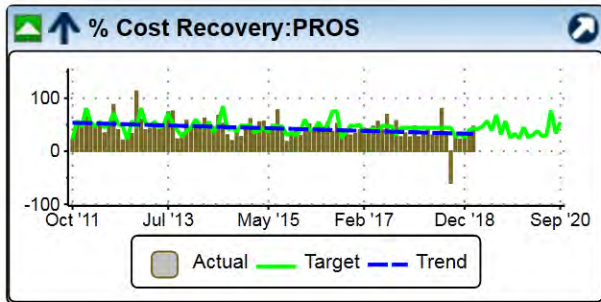 % Cost Recovery:PROS
100
0
-100
Oct '11 Jul '13 May '15 Feb '17 Dec '18 Sep '20
Actual Target Trend